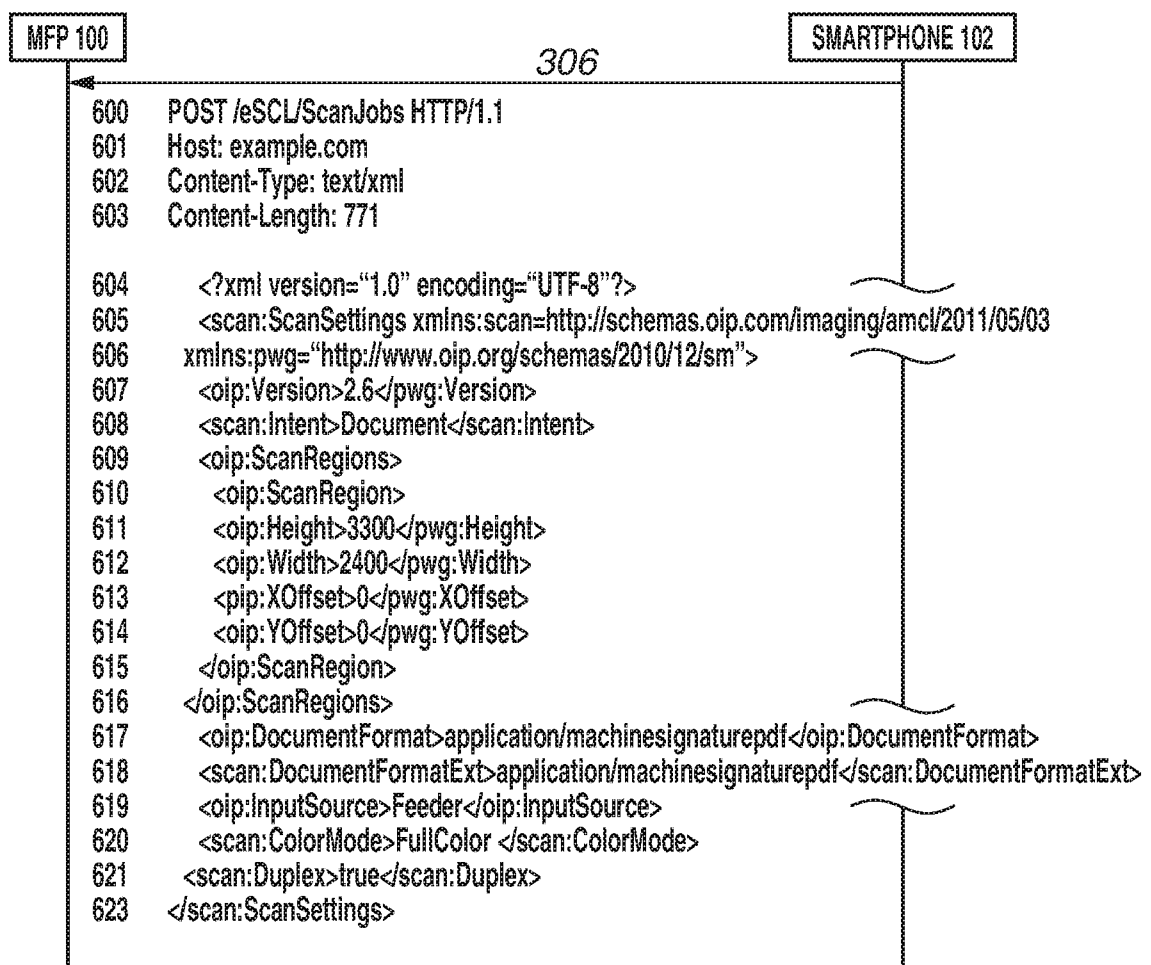 MFP 100
SMARTPHONE 102
306
600 POST /eSCL/ScanJobs HTTP/1.1
601 Host: example.com
602 Content-Type: text/xml
603 Content-Length: 771
604 <?xml version=“1.0” encoding=“UTF-8”?>
605 <scan:ScanSettings xmlns:scan=http://schemas.oip.com/imaging/amcl/2011/05/03
606 xmlns:pwg=“http://www.oip.org/schemas/2010/12/sm”>
607 <oip:Version>2.6</pwg:Version>
608 <scan:Intent>Document</scan:Intent>
609 <oip:ScanRegions>
610 <oip:ScanRegion>
611 <oip:Height>3300</pwg:Height>
612 <oip:Width>2400</pwg:Width>
613 <pip:XOffset>0</pwg:XOffset>
614 <oip:YOffset>0</pwg:YOffset>
615 </oip:ScanRegion>
616 </oip:ScanRegions>
617 <oip:DocumentFormat>application/machinesignaturepdf</oip:DocumentFormat>
618 <scan:DocumentFormatExt>application/machinesignaturepdf</scan:DocumentFormatExt>
619 <oip:InputSource>Feeder</oip:InputSource>
620 <scan:ColorMode>FullColor </scan:ColorMode>
621 <scan:Duplex>true</scan:Duplex>
623 </scan:ScanSettings>